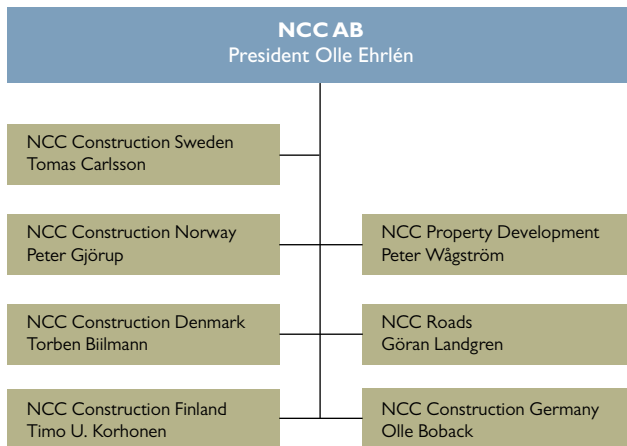 NCC AB
President Olle Ehrlén
NCC Construction Sweden
Tomas Carlsson
NCC Construction Norway
Peter Gjörup
NCC Property Development
Peter Wågström
NCC Construction Denmark
Torben Biilmann
NCC Roads
Göran Landgren
NCC Construction Finland
Timo U. Korhonen
NCC Construction Germany
Olle Boback